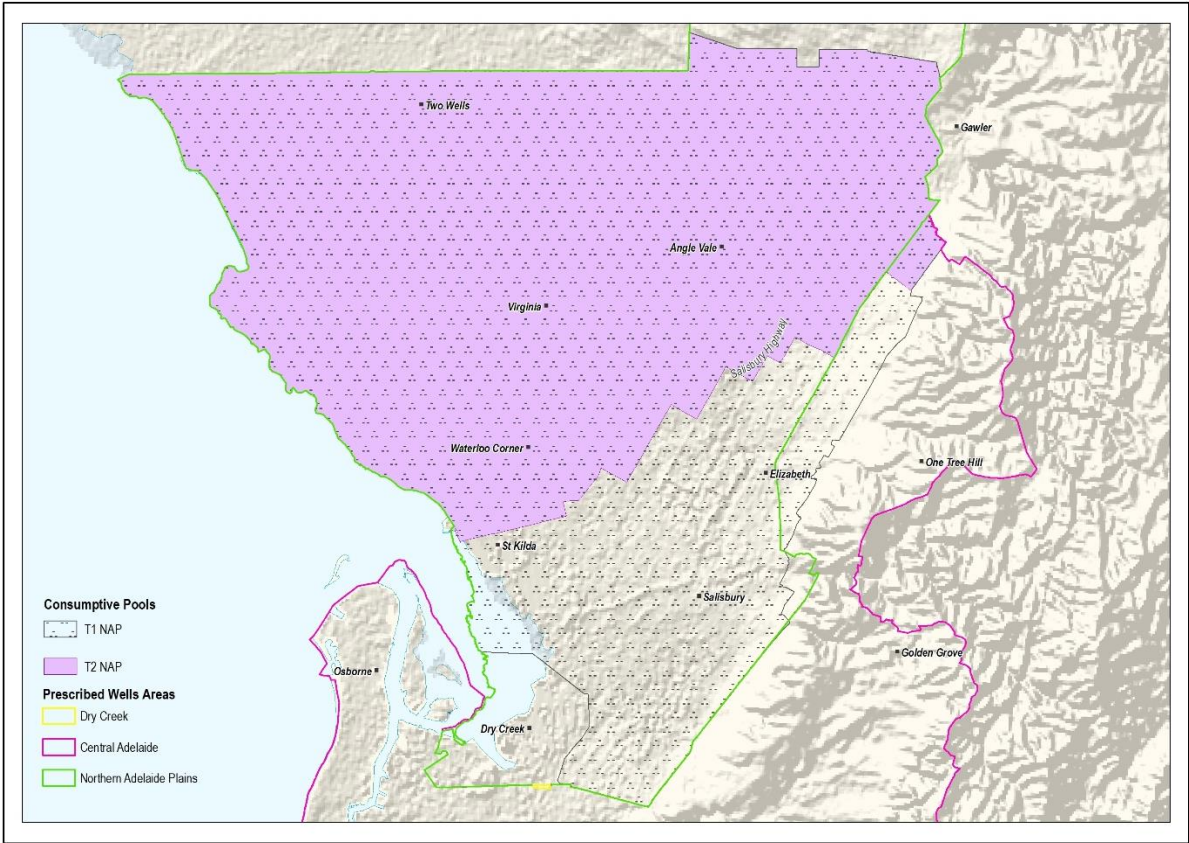 Two Wells
Gawler
Angle Vale
Virginia
Salisbury Highway
Waterloo Corner
One Tree Hill
Elizabeth
St Kilda
Salisbury
Golden Grove
Osborne
Dry Creek
Consumptive Pools
T1 NAP
T2 NAP
Prescribed Wells Areas
Dry Creek
Central Adelaide
Northern Adelaide Plains